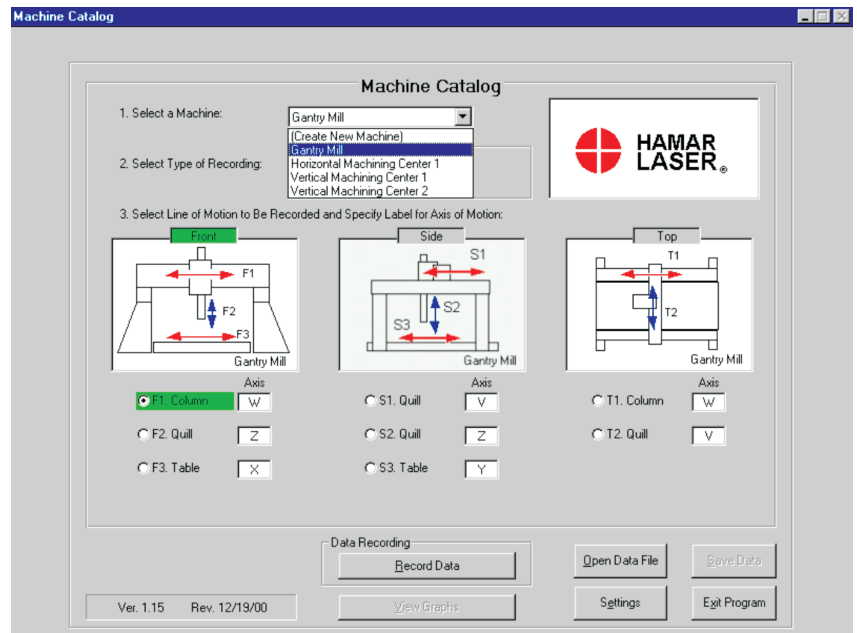 Machine Catalog
Machine Catalog
1. Select a Machine:
Gantry Mill
(Create New Machine)
Gantry Mill
Horizontal Machining Center 1
Vertical Machining Center 1
Vertical Machining Center 2
HAMAR
LASER®
2. Select Type of Recording:
3. Select Line of Motion to Be Recorded and Specify Label for Axis of Motion:
Front
F1
F2
F3
Gantry Mill
Side
S1
S2
S3
Gantry Mill
Top
T1
T2
Gantry Mill
Axis
F1. Column W
F2. Quill Z
F3. Table X
Axis
S1. Quill V
S2. Quill Z
S3. Table Y
Axis
T1. Column W
T2. Quill V
Data Recording
Record Data
Open Data File
Save Data
Ver. 1.15 Rev. 12/19/00
View Graphs
Settings
Exit Program